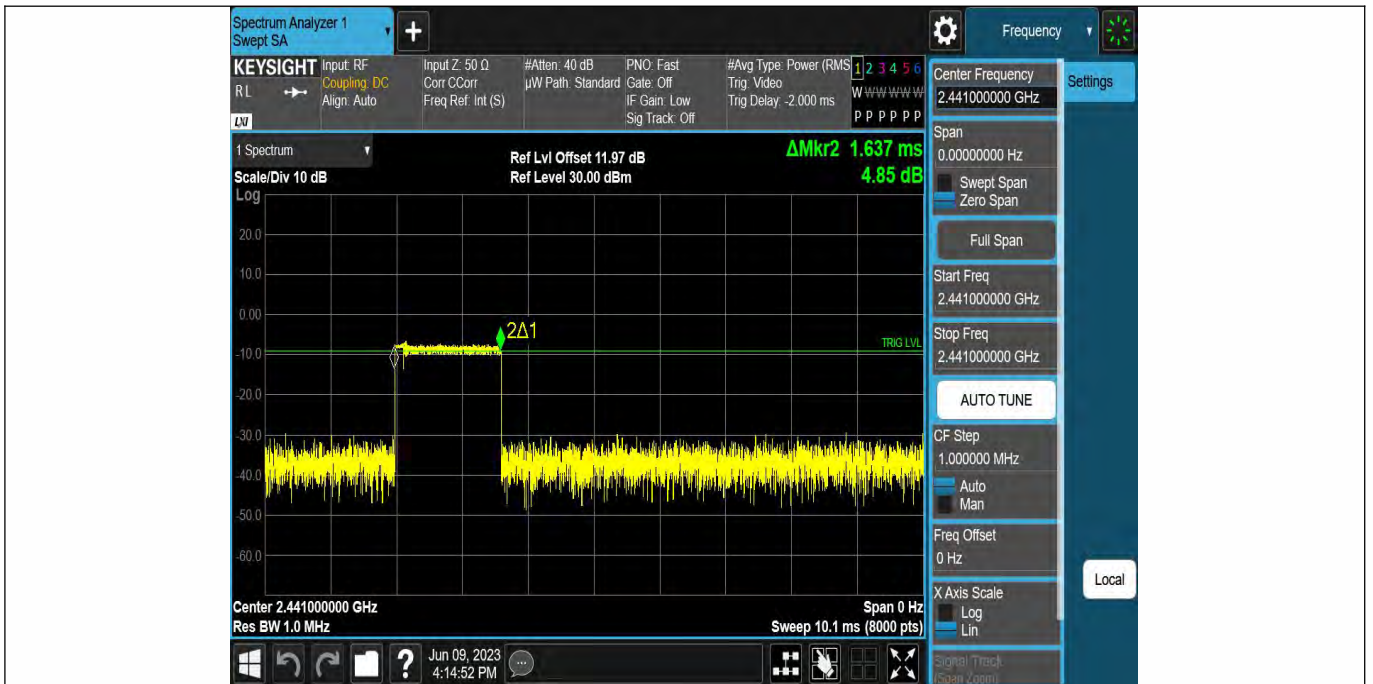 Spectrum Analyzer 1
Swept SA
+
Frequency
KEYSIGHT
RL
LXI
Input: RF
Coupling: DC
Align: Auto
Input Z: 50 Ω
Corr CCorr
Freq Ref: Int (S)
#Atten: 40 dB
µW Path: Standard
PNO: Fast
Gate: Off
IF Gain: Low
Sig Track: Off
#Avg Type: Power (RMS
Trig: Video
Trig Delay: -2.000 ms
1 2 3 4 5 6
W W W W W W
P P P P P P
1 Spectrum
Scale/Div 10 dB
Log
Ref Lvl Offset 11.97 dB
Ref Level 30.00 dBm
ΔMkr2 1.637 ms
4.85 dB
20.0
10.0
0.00
-10.0
-20.0
-30.0
-40.0
-50.0
-60.0
2Δ1
TRIG LVL
Center 2.441000000 GHz
Res BW 1.0 MHz
Span 0 Hz
Sweep 10.1 ms (8000 pts)
Center Frequency
2.441000000 GHz
Settings
Span
0.00000000 Hz
Swept Span
Zero Span
Full Span
Start Freq
2.441000000 GHz
Stop Freq
2.441000000 GHz
AUTO TUNE
CF Step
1.000000 MHz
Auto
Man
Freq Offset
0 Hz
X Axis Scale
Log
Lin
Signal Track
(Span Zoom)
Local
?
Jun 09, 2023
4:14:52 PM